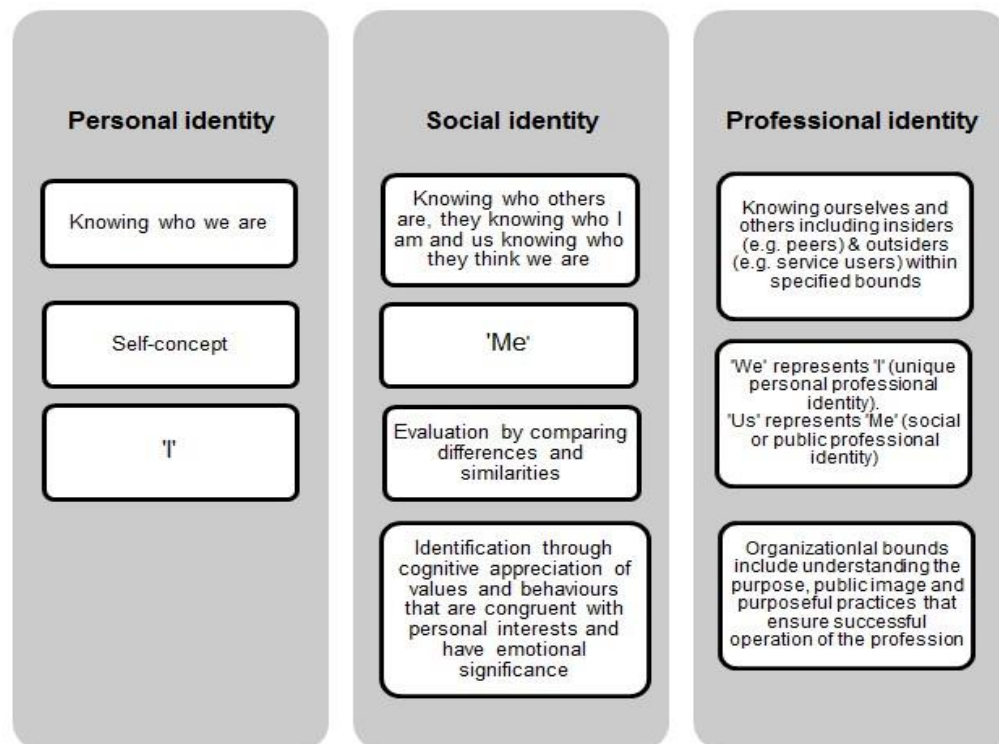 Personal identity
Knowing who we are
Self-concept
'I'
Social identity
Knowing who others
are, they knowing who I
am and us knowing who
they think we are
'Me'
Evaluation by comparing
differences and
similarities
Identification through
cognitive appreciation of
values and behaviours
that are congruent with
personal interests and
have emotional
significance
Professional identity
Knowing ourselves and
others including insiders
(e.g. peers) & outsiders
(e.g. service users) within
specified bounds
'We' represents 'I' (unique
personal professional
identity).
'Us' represents 'Me' (social
or public professional
identity)
Organizationlal bounds
include understanding the
purpose, public image and
purposeful practices that
ensure successful
operation of the profession